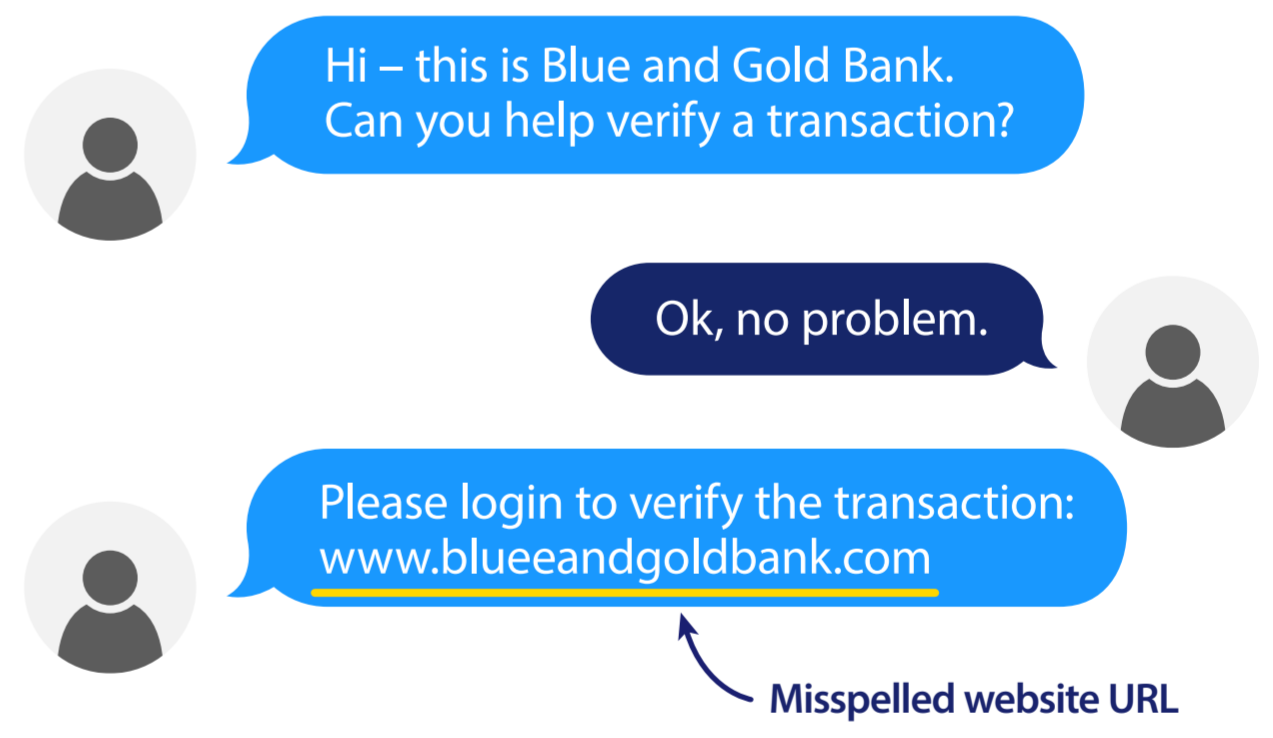 Hi – this is Blue and Gold Bank.
Can you help verify a transaction?
Ok, no problem.
Please login to verify the transaction:
www.blueeandgoldbank.com
Misspelled website URL